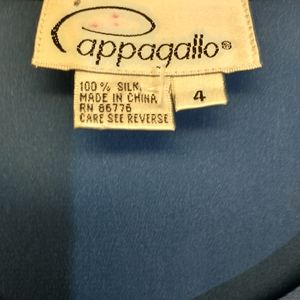 Pappagallo®
100% SILK
MADE IN CHINA
RN 86776
CARE SEE REVERSE
4